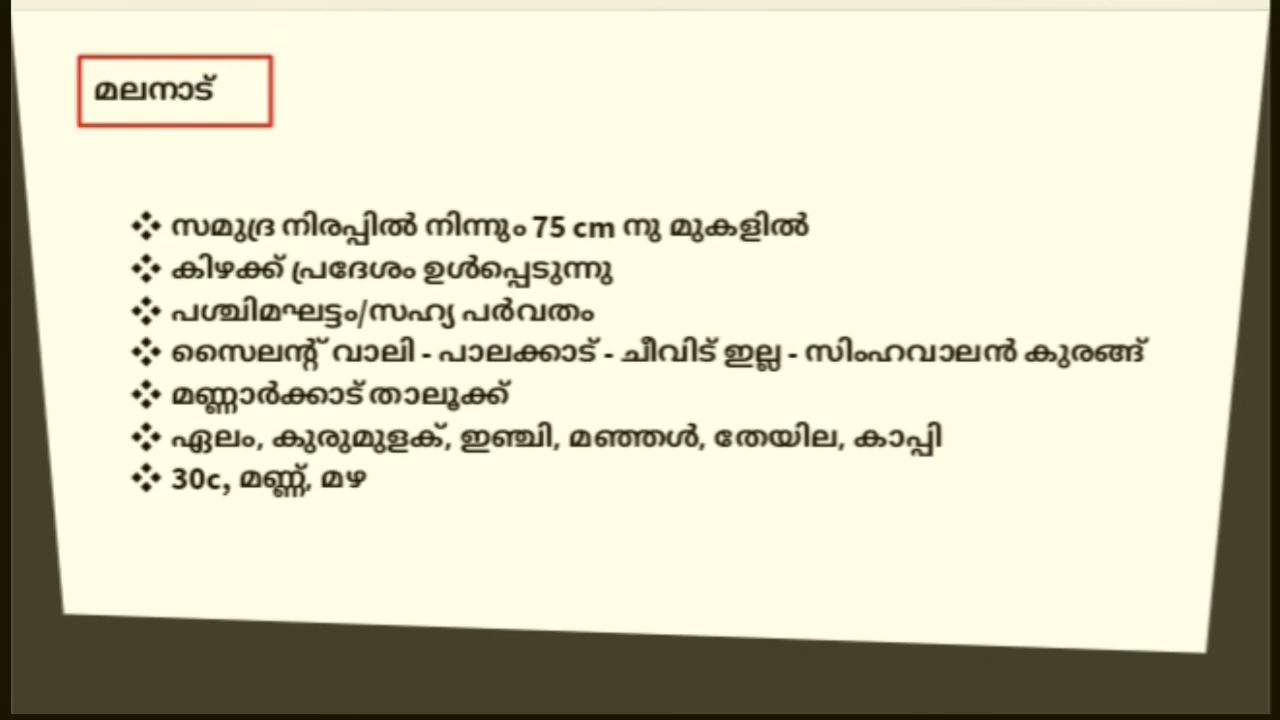 മലനാട്
❖ സമുദ്ര നിരപ്പിൽ നിന്നും 75 cm നു മുകളിൽ
❖ കിഴക്ക് പ്രദേശം ഉൾപ്പെടുന്നു
❖ പശ്ചിമഘട്ടം/സഹ്യ പർവതം
❖ സൈലന്റ് വാലി - പാലക്കാട് - ചീവിട് ഇല്ല - സിംഹവാലൻ കുരങ്ങ്
❖ മണ്ണാർക്കാട് താലൂക്ക്
❖ ഏലം, കുരുമുളക്, ഇഞ്ചി, മഞ്ഞൾ, തേയില, കാപ്പി
❖ 30c, മണ്ണ്, മഴ